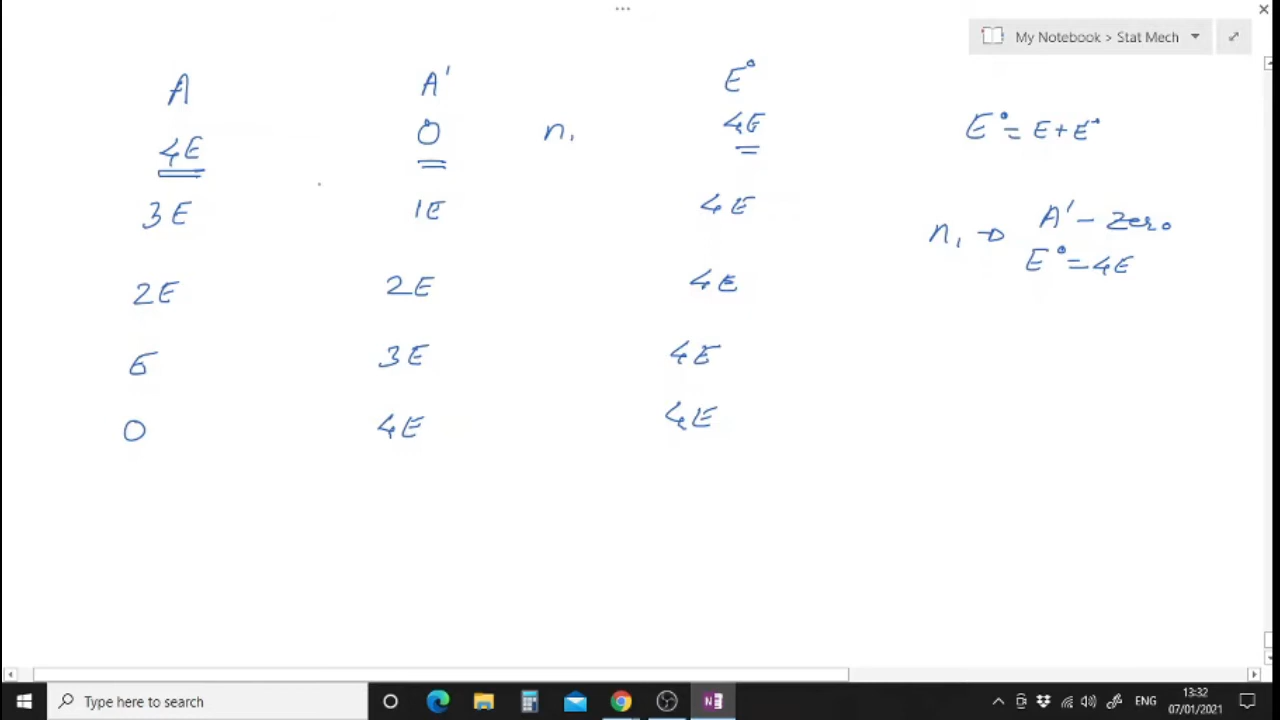 ...
My Notebook > Stat Mech
A A' E°
4E 0 n₁ 4E
E° = E + E'
3E 1E 4E
n₁ → A' - zero
E° = 4E
2E 2E 4E
E 3E 4E
0 4E 4E
Type here to search
ENG
13:32
07/01/2021